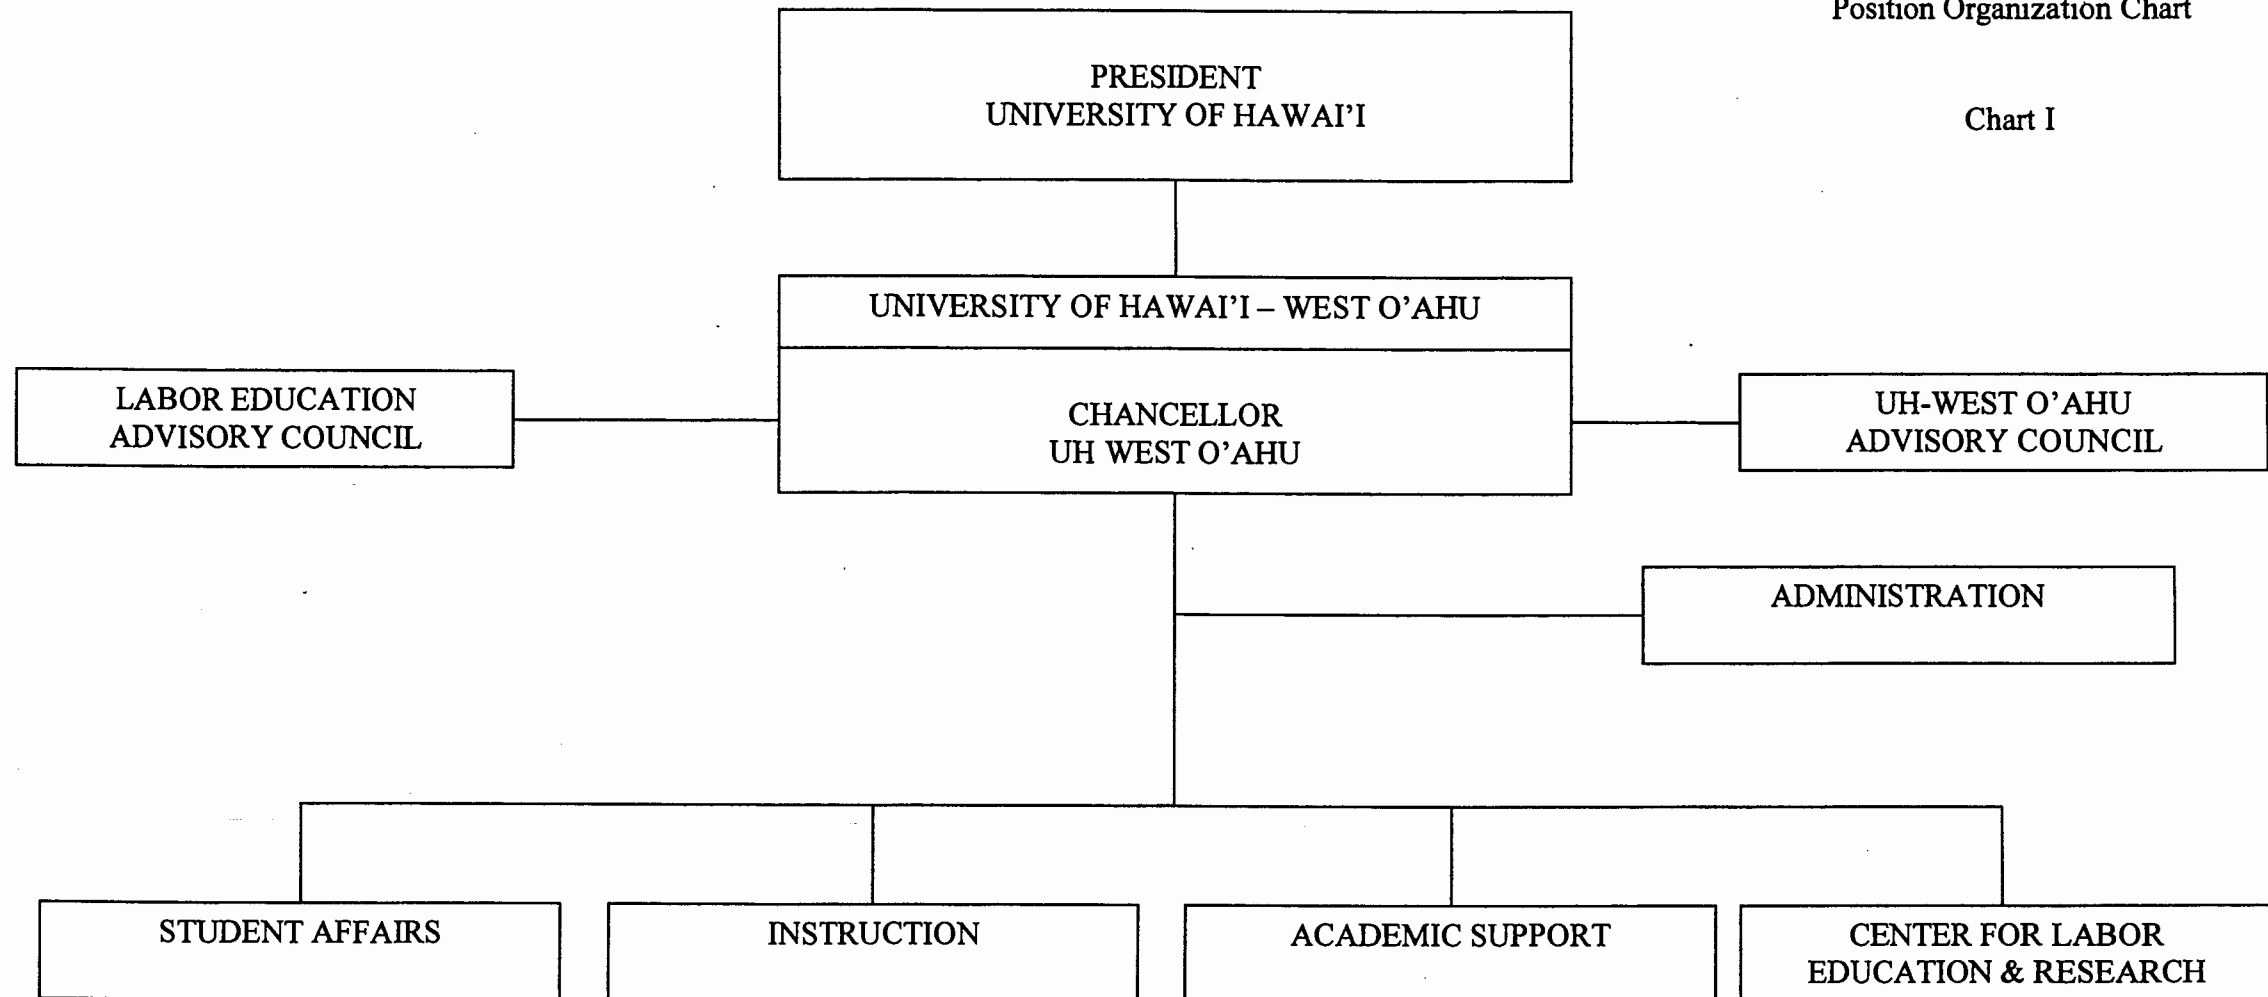 Position Organization Chart
Chart I
PRESIDENT
UNIVERSITY OF HAWAI’I
UNIVERSITY OF HAWAI’I – WEST O’AHU
LABOR EDUCATION
ADVISORY COUNCIL
CHANCELLOR
UH WEST O’AHU
UH-WEST O’AHU
ADVISORY COUNCIL
ADMINISTRATION
STUDENT AFFAIRS
INSTRUCTION
ACADEMIC SUPPORT
CENTER FOR LABOR
EDUCATION & RESEARCH